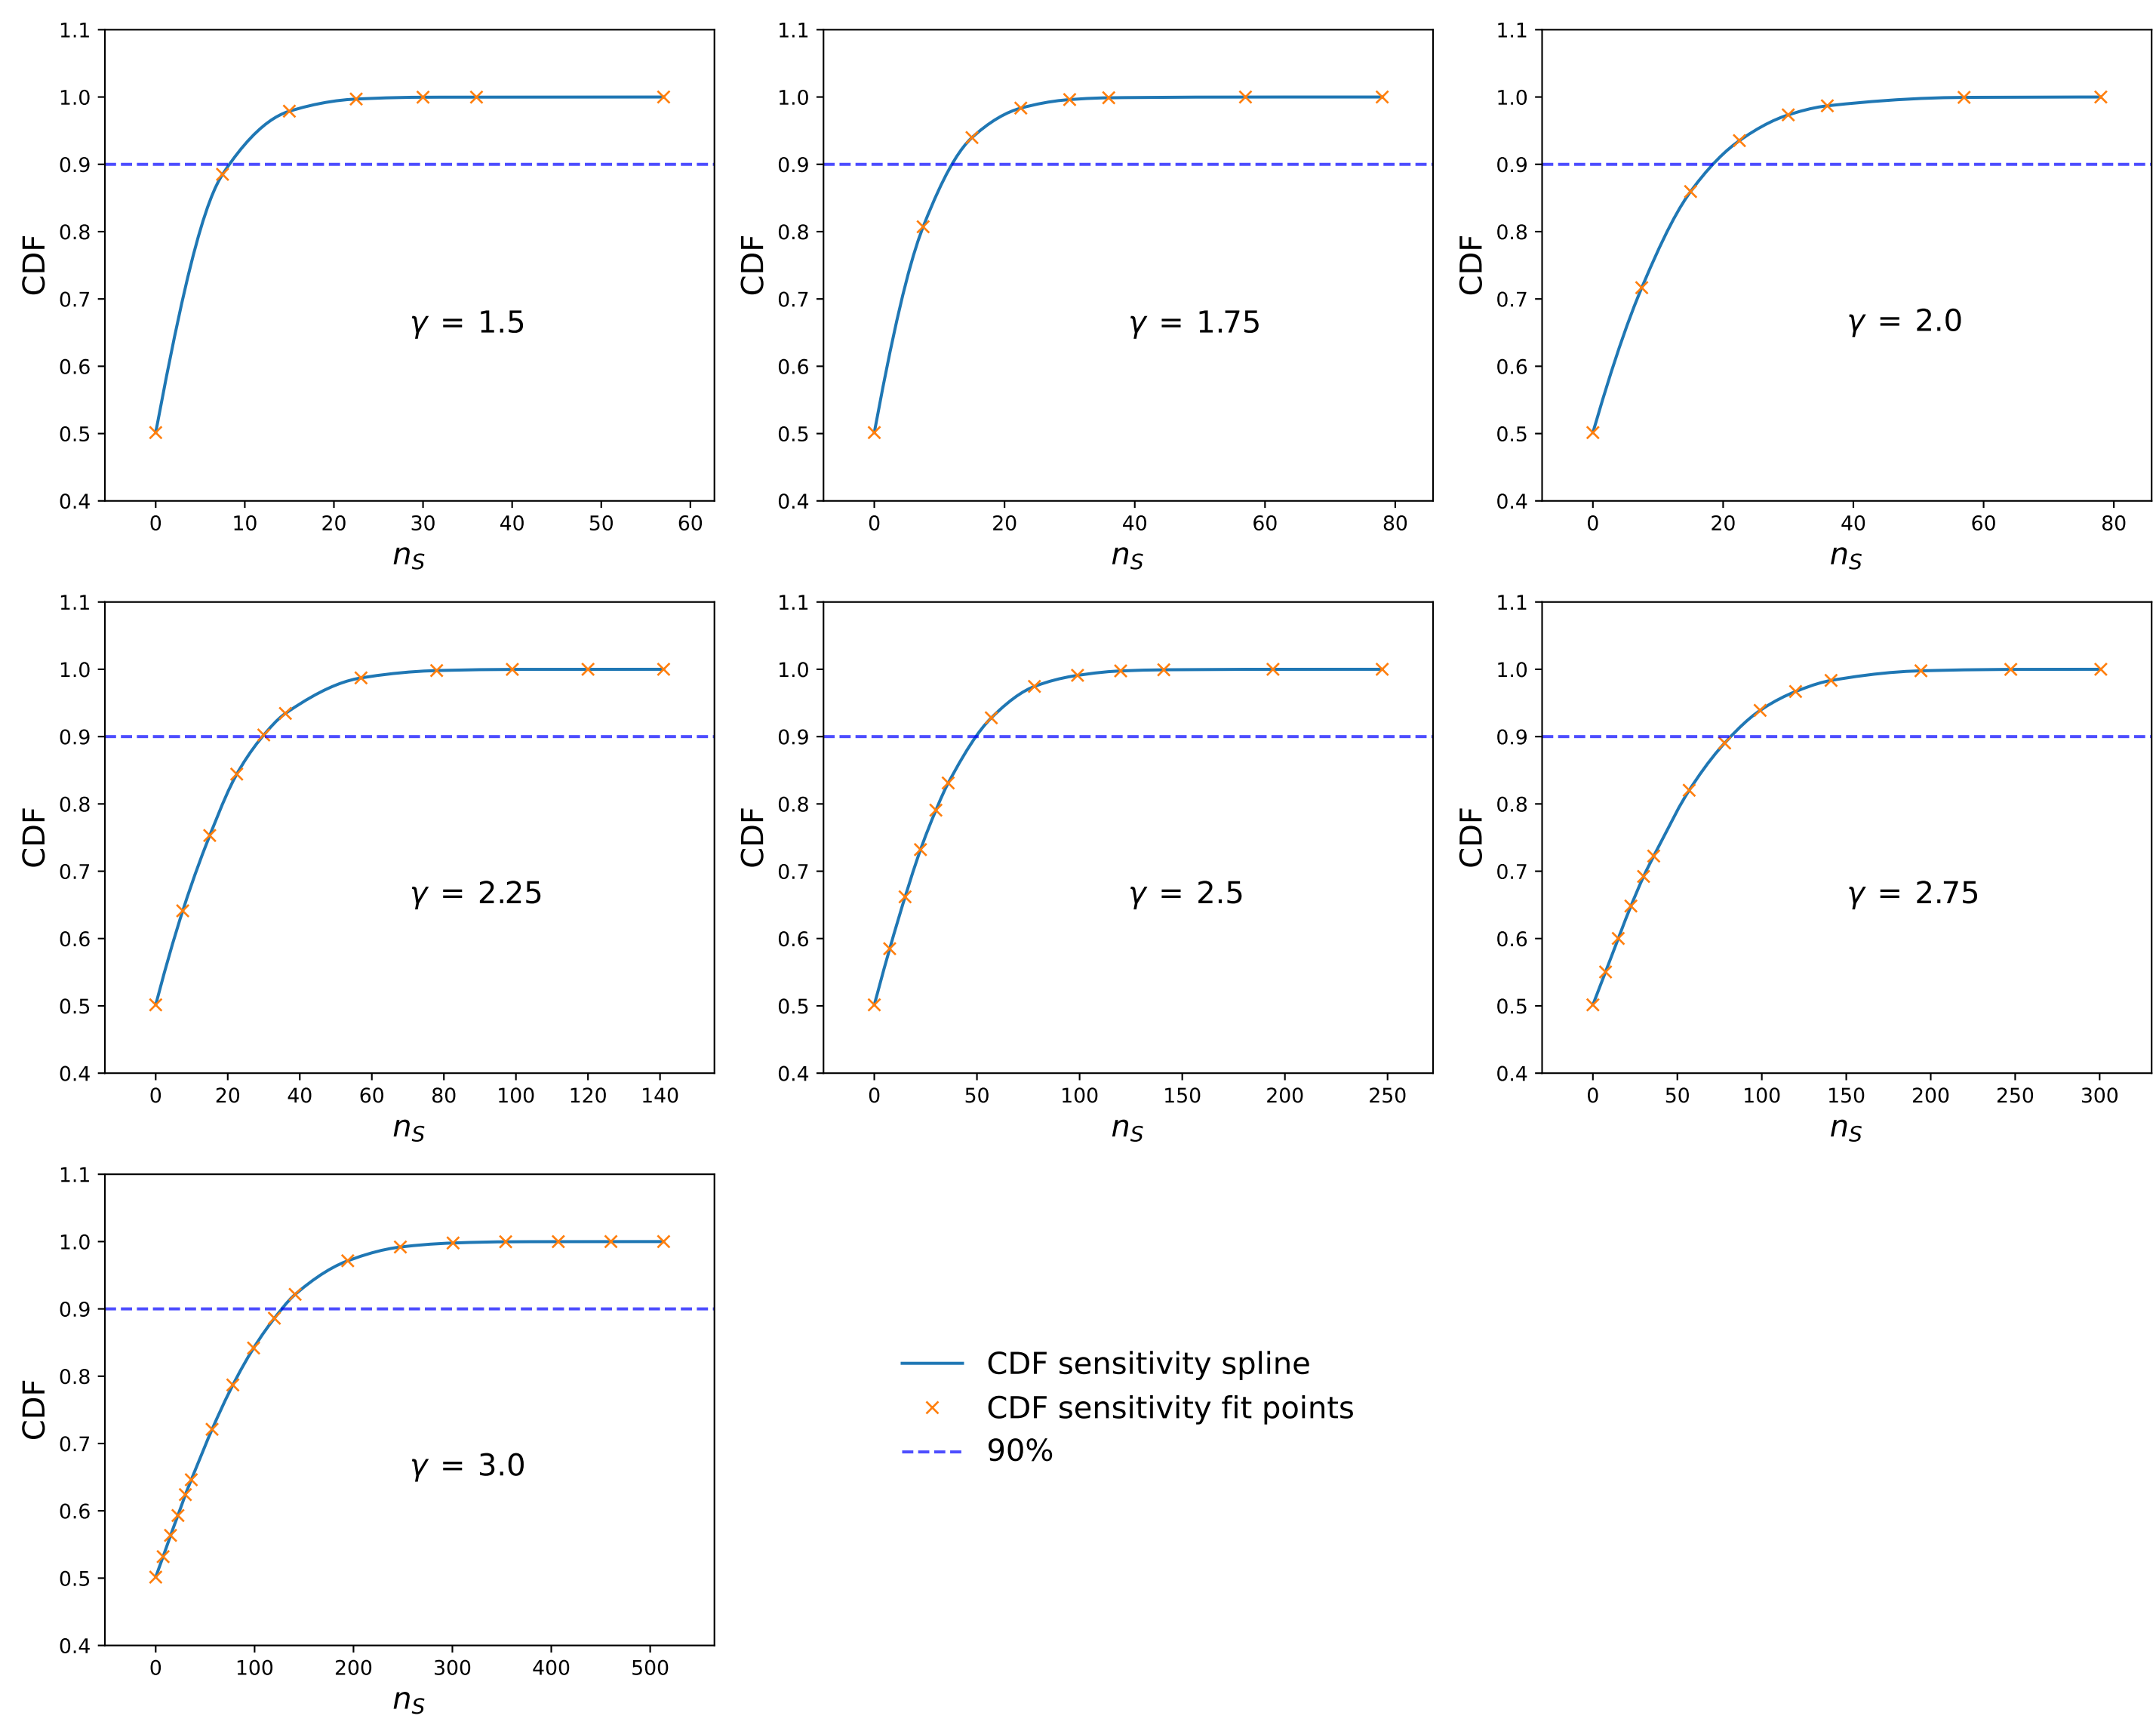 1.1
1.0
0.9
0.8
0.7
0.6
0.5
0.4
CDF
γ = 1.5
0 10 20 30 40 50 60
n_S
1.1
1.0
0.9
0.8
0.7
0.6
0.5
0.4
CDF
γ = 1.75
0 20 40 60 80
n_S
1.1
1.0
0.9
0.8
0.7
0.6
0.5
0.4
CDF
γ = 2.0
0 20 40 60 80
n_S
1.1
1.0
0.9
0.8
0.7
0.6
0.5
0.4
CDF
γ = 2.25
0 20 40 60 80 100 120 140
n_S
1.1
1.0
0.9
0.8
0.7
0.6
0.5
0.4
CDF
γ = 2.5
0 50 100 150 200 250
n_S
1.1
1.0
0.9
0.8
0.7
0.6
0.5
0.4
CDF
γ = 2.75
0 50 100 150 200 250 300
n_S
1.1
1.0
0.9
0.8
0.7
0.6
0.5
0.4
CDF
γ = 3.0
0 100 200 300 400 500
n_S
CDF sensitivity spline
CDF sensitivity fit points
90%